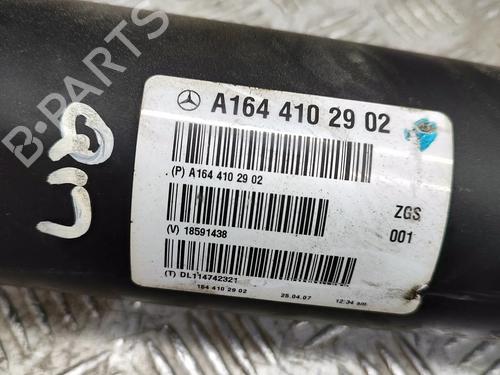 B-PARTS
A164 410 29 02
(P) A164 410 29 02
ZGS
(V) 18591438
001
(T) DL114742321
164 410 29 02 25.04.07 12:34 am